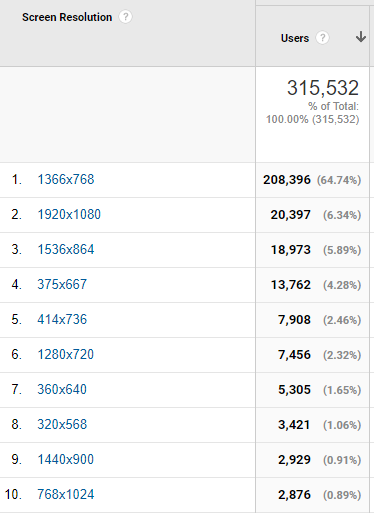 Screen Resolution ?
Users ?
315,532
% of Total:
100.00% (315,532)
1. 1366x768 208,396 (64.74%)
2. 1920x1080 20,397 (6.34%)
3. 1536x864 18,973 (5.89%)
4. 375x667 13,762 (4.28%)
5. 414x736 7,908 (2.46%)
6. 1280x720 7,456 (2.32%)
7. 360x640 5,305 (1.65%)
8. 320x568 3,421 (1.06%)
9. 1440x900 2,929 (0.91%)
10. 768x1024 2,876 (0.89%)